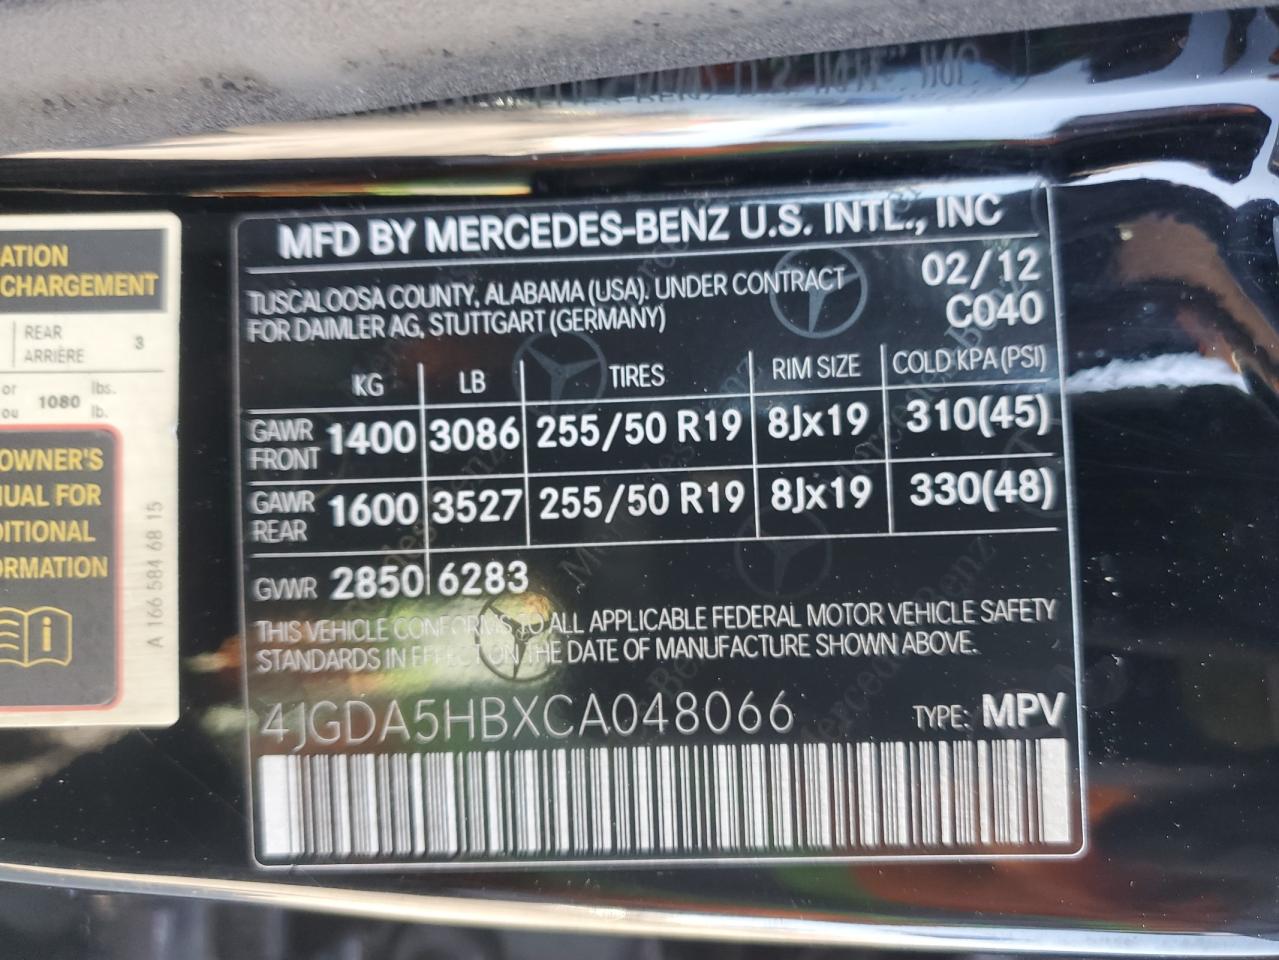 ATION
CHARGEMENT
REAR
ARRIÈRE 3
or lbs.
ou 1080 lb.
OWNER'S
NUAL FOR
DITIONAL
ORMATION
A 166 584 68 15
MFD BY MERCEDES-BENZ U.S. INTL., INC
TUSCALOOSA COUNTY, ALABAMA (USA). UNDER CONTRACT
FOR DAIMLER AG, STUTTGART (GERMANY)
02/12
C040
KG LB TIRES RIM SIZE COLD KPA (PSI)
GAWR FRONT 1400 3086 255/50 R19 8Jx19 310(45)
GAWR REAR 1600 3527 255/50 R19 8Jx19 330(48)
GVWR 2850 6283
THIS VEHICLE CONFORMS TO ALL APPLICABLE FEDERAL MOTOR VEHICLE SAFETY
STANDARDS IN EFFECT ON THE DATE OF MANUFACTURE SHOWN ABOVE.
4JGDA5HBXCA048066 TYPE: MPV